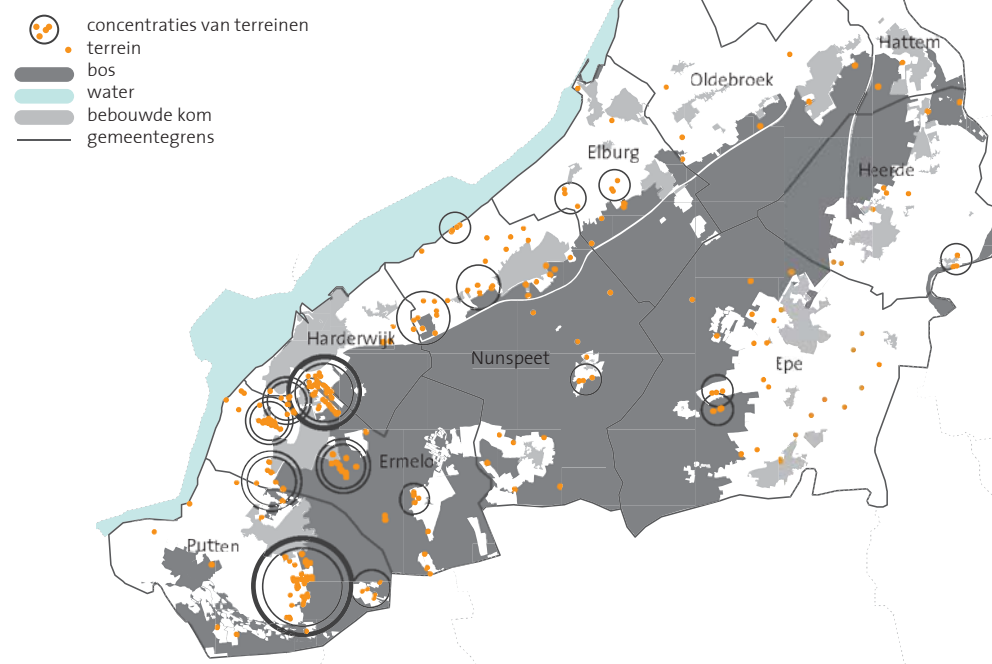 concentraties van terreinen
terrein
bos
water
bebouwde kom
gemeentegrens
Hattem
Oldebroek
Elburg
Heerde
Harderwijk
Nunspeet
Epe
Ermelo
Putten